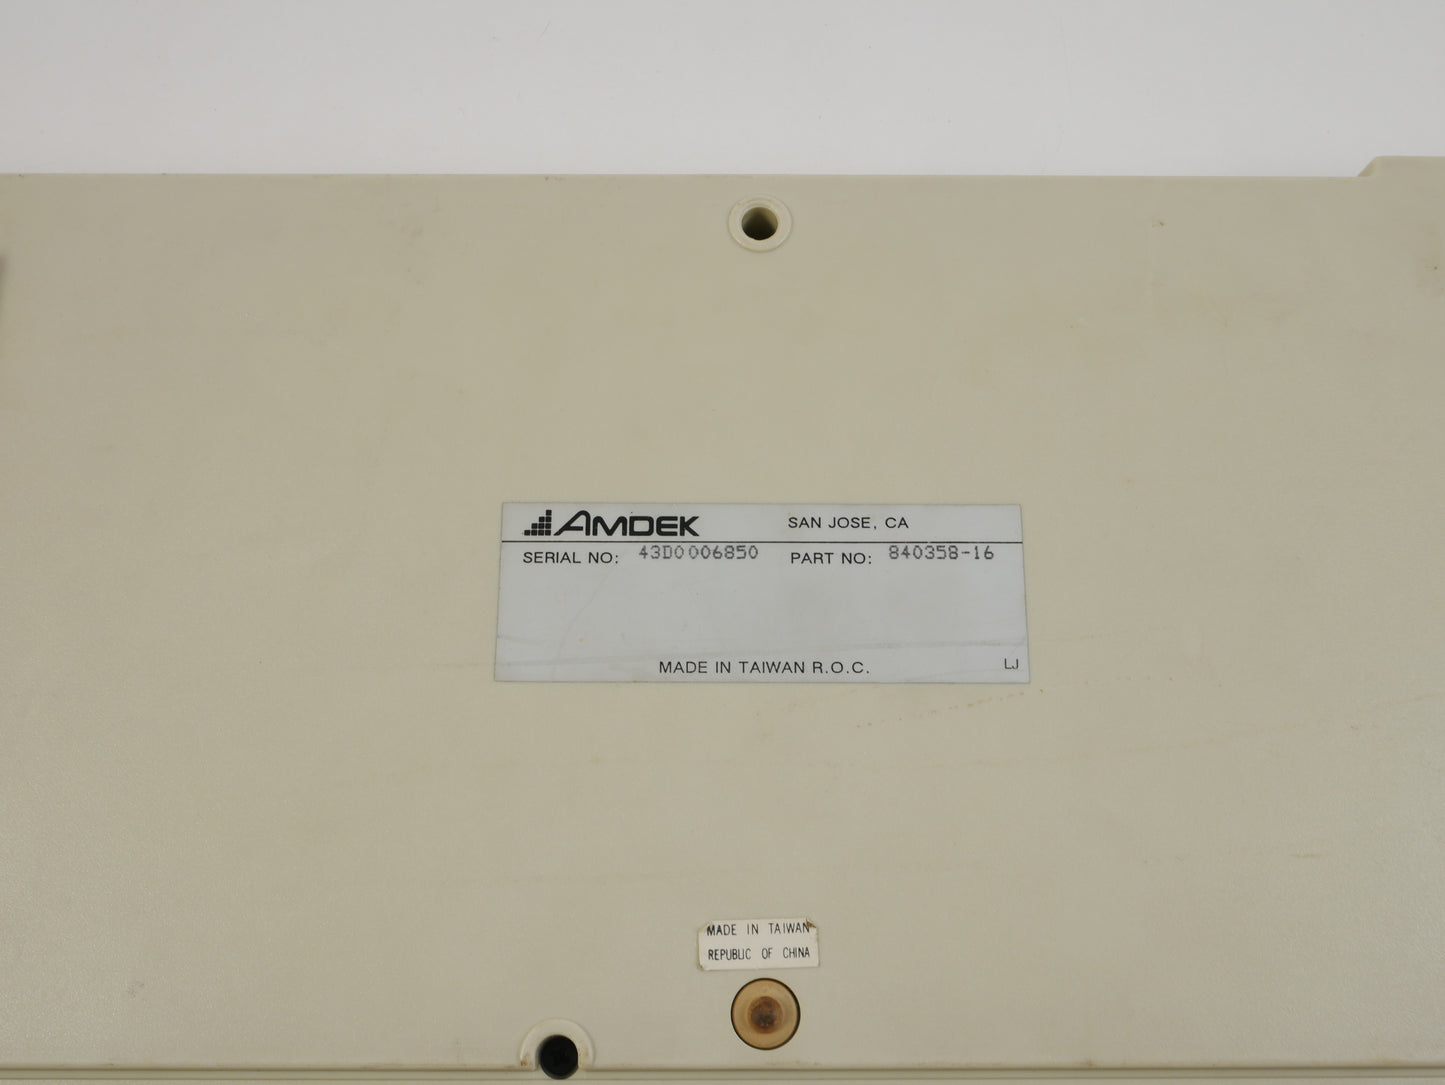 AMDEK SAN JOSE, CA
SERIAL NO: 43D0006850 PART NO: 840358-16
MADE IN TAIWAN R.O.C. LJ
MADE IN TAIWAN
REPUBLIC OF CHINA